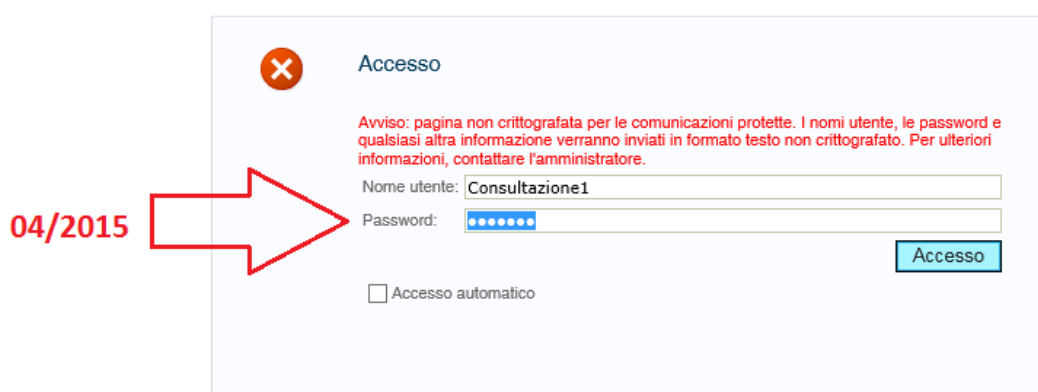 Accesso
Avviso: pagina non crittografata per le comunicazioni protette. I nomi utente, le password e
qualsiasi altra informazione verranno inviati in formato testo non crittografato. Per ulteriori
informazioni, contattare l'amministratore.
Nome utente: Consultazione1
04/2015
Password: •••••••
Accesso
Accesso automatico